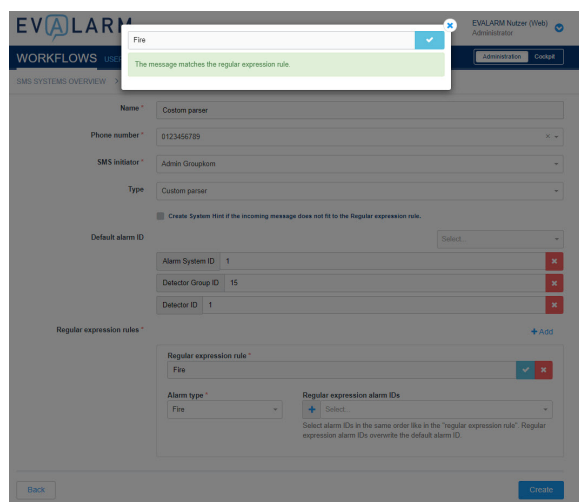 EVALARM
EVALARM Nutzer (Web)
Administrator
Fire
The message matches the regular expression rule.
WORKFLOWS USE
Administration Cockpit
SMS SYSTEMS OVERVIEW >
Name *
Costom parser
Phone number *
0123456789
SMS initiator *
Admin Groupkom
Type
Custom parser
Create System Hint if the incoming message does not fit to the Regular expression rule.
Default alarm ID
Select...
Alarm System ID 1
Detector Group ID 15
Detector ID 1
Regular expression rules *
+ Add
Regular expression rule *
Fire
Alarm type *
Regular expression alarm IDs
Fire
Select...
Select alarm IDs in the same order like in the "regular expression rule". Regular
expression alarm IDs overwrite the default alarm ID.
Back
Create